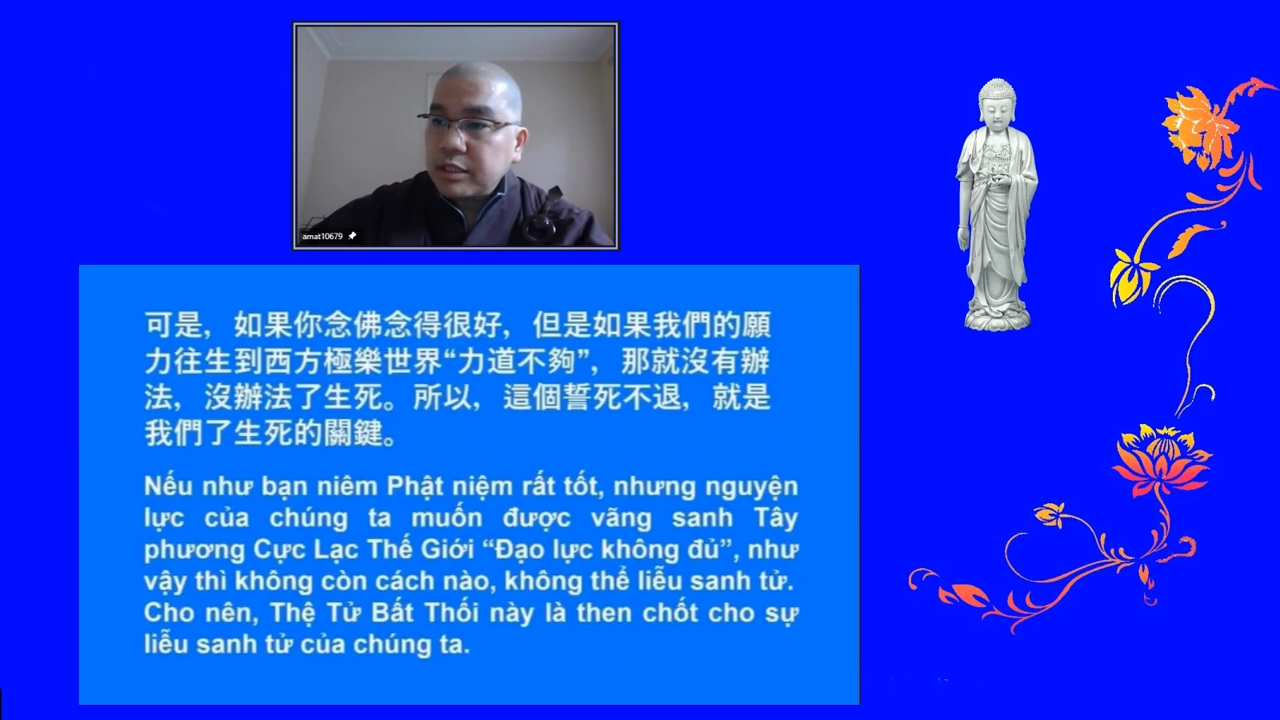 amat10679
可是，如果你念佛念得很好，但是如果我們的願
力往生到西方極樂世界“力道不夠”，那就沒有辦
法，沒辦法了生死。所以，這個誓死不退，就是
我們了生死的關鍵。
Nếu như bạn niêm Phật niệm rất tốt, nhưng nguyện
lực của chúng ta muốn được vãng sanh Tây
phương Cực Lạc Thế Giới “Đạo lực không đủ”, như
vậy thì không còn cách nào, không thể liễu sanh tử.
Cho nên, Thệ Tử Bất Thối này là then chốt cho sự
liễu sanh tử của chúng ta.